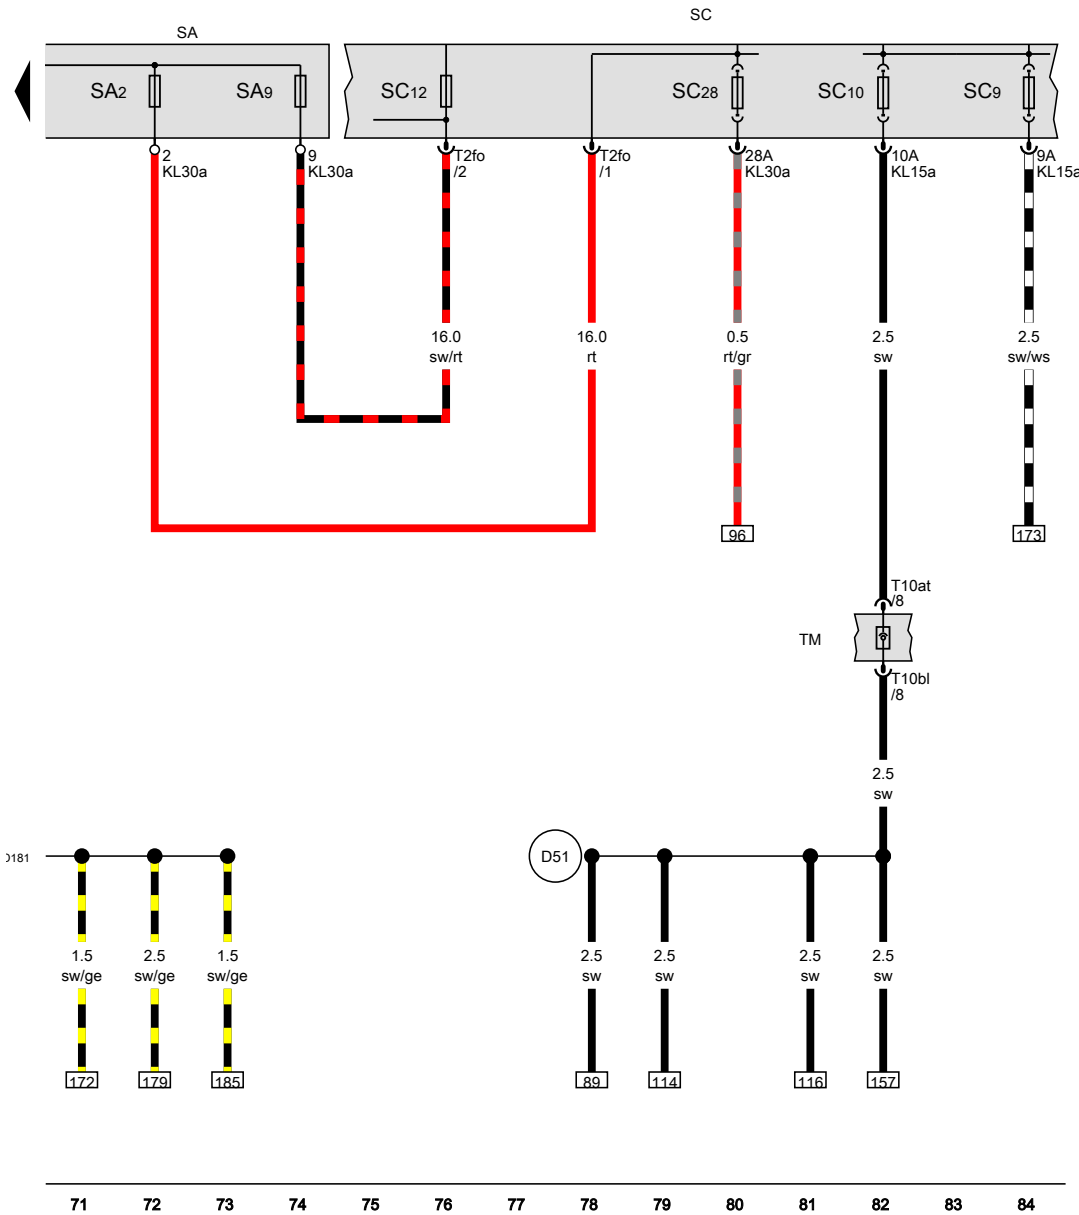 SA
SC
SA2
SA9
SC12
SC28
SC10
SC9
2
KL30a
9
KL30a
T2fo
/2
T2fo
/1
28A
KL30a
10A
KL15a
9A
KL15a
16.0
sw/rt
16.0
rt
0.5
rt/gr
2.5
sw
2.5
sw/ws
96
173
T10at
/8
TM
T10bl
/8
2.5
sw
D181
D51
1.5
sw/ge
2.5
sw/ge
1.5
sw/ge
2.5
sw
2.5
sw
2.5
sw
2.5
sw
172
179
185
89
114
116
157
71 72 73 74 75 76 77 78 79 80 81 82 83 84